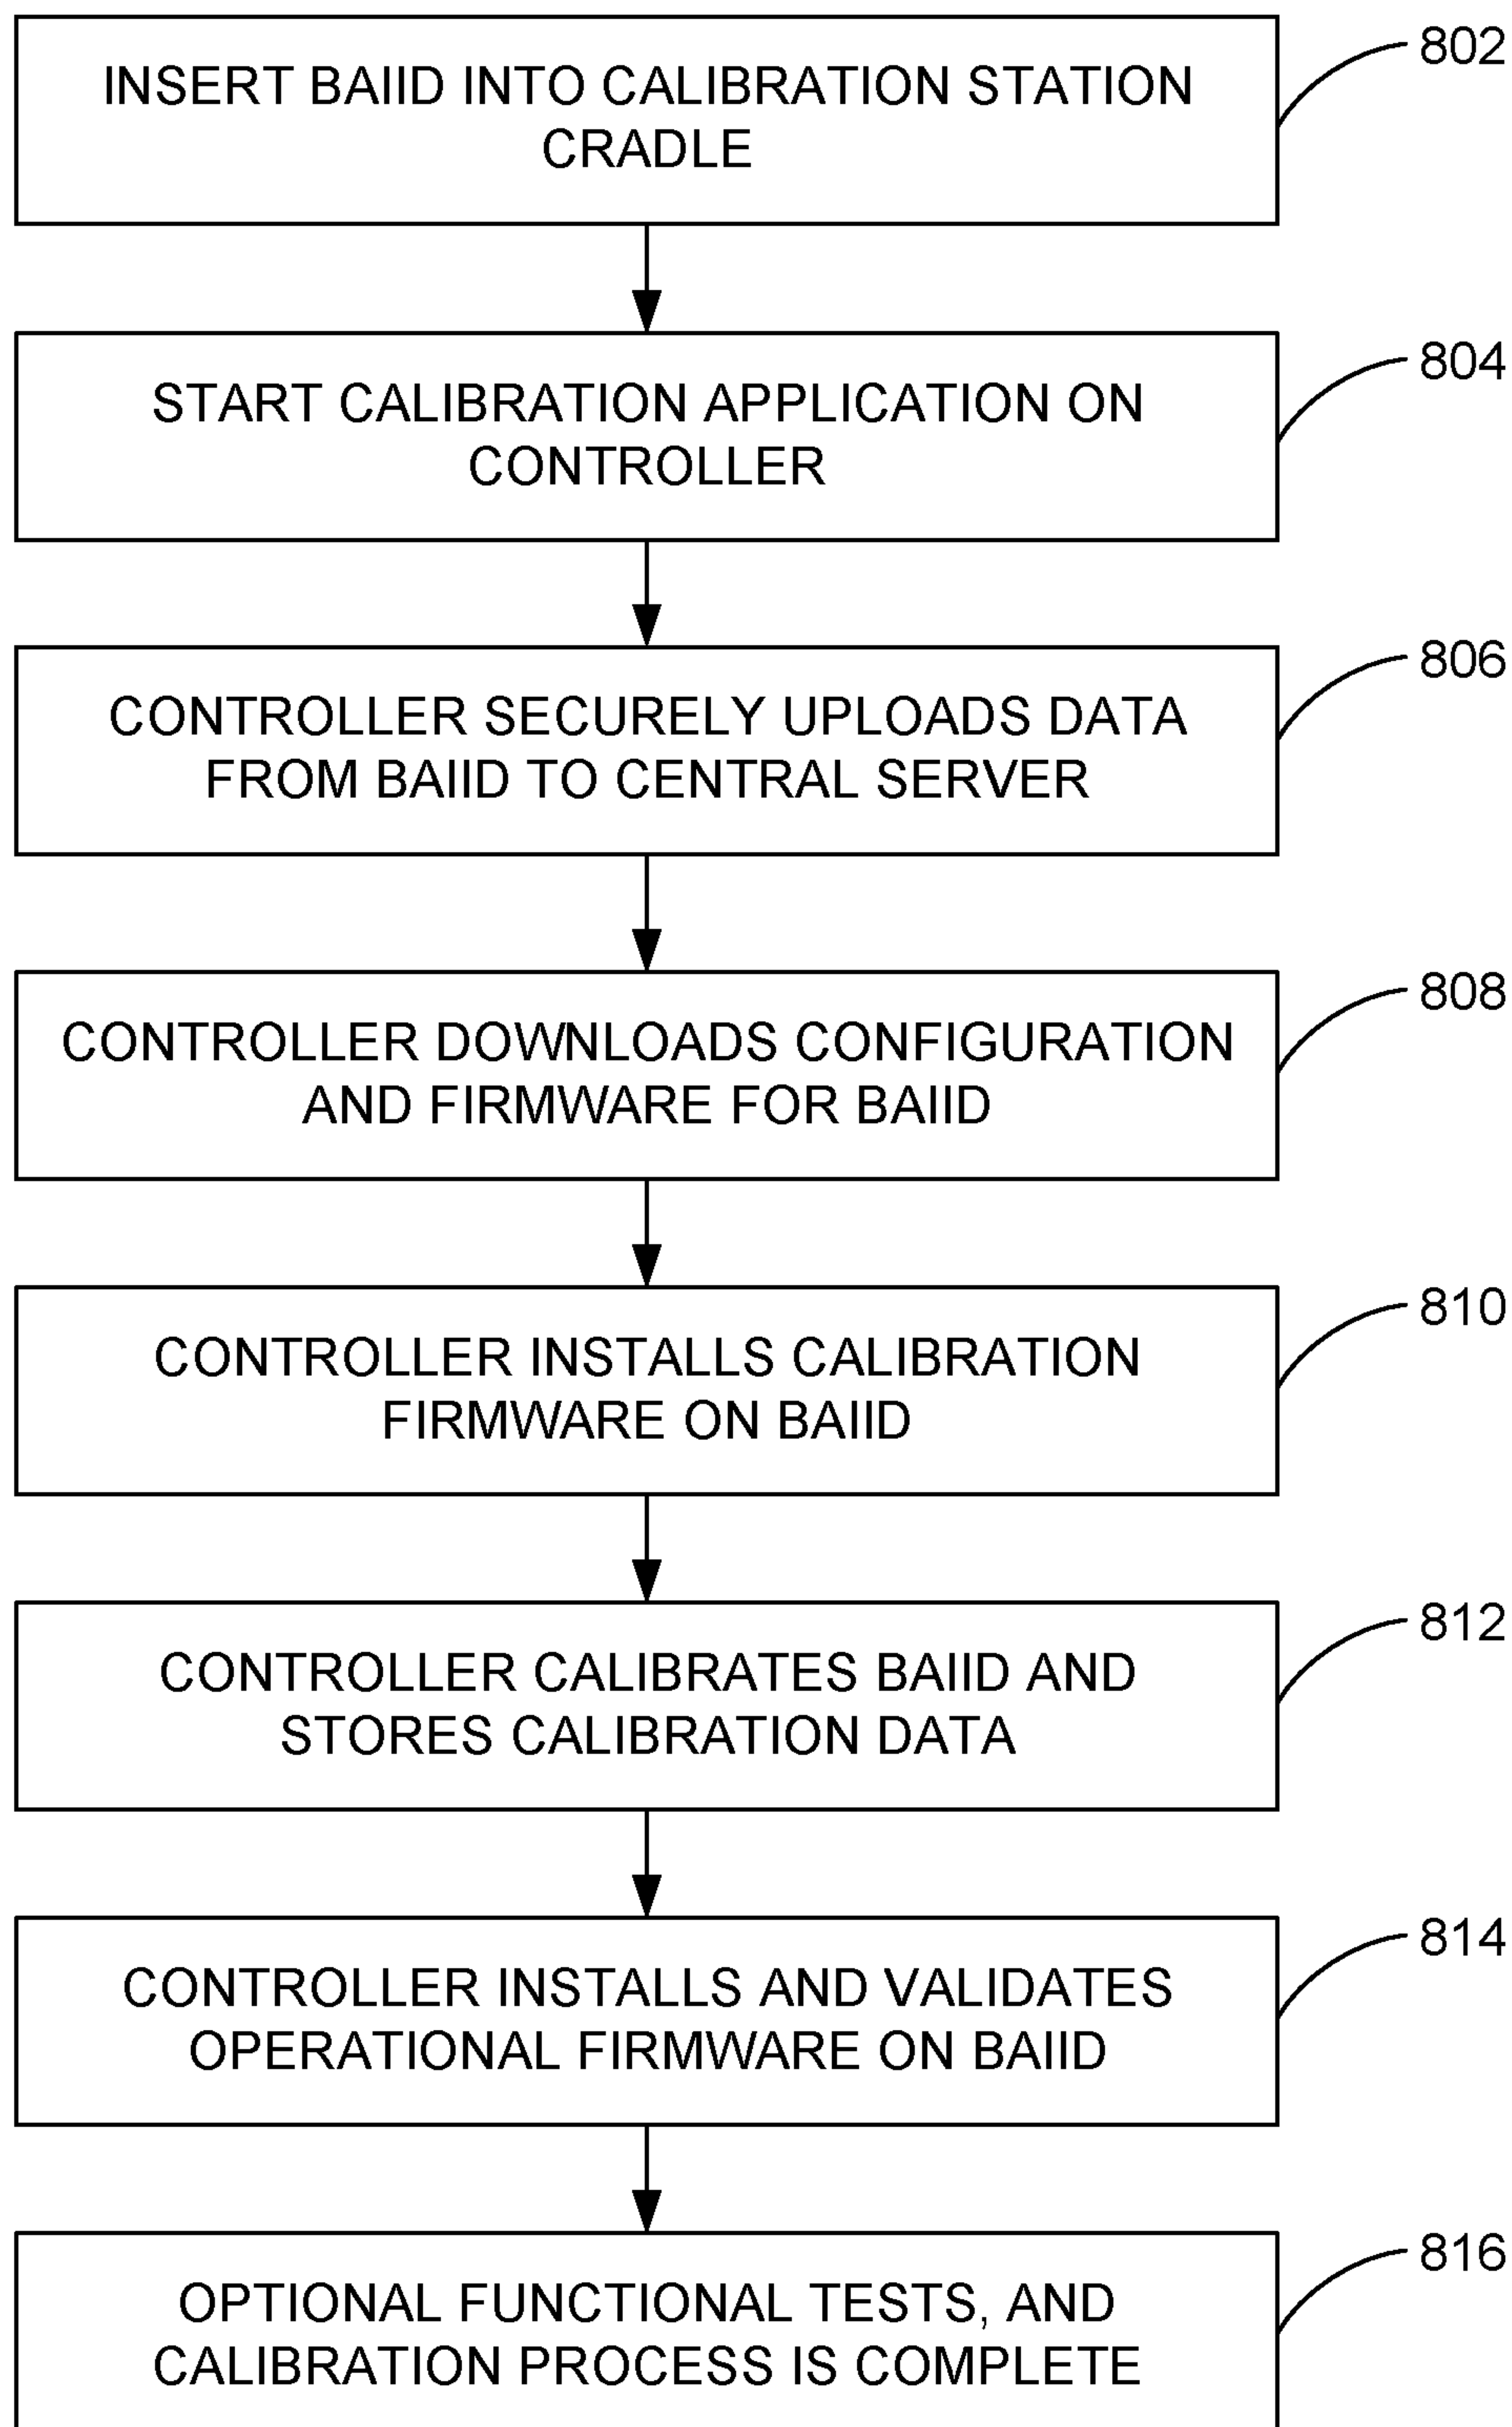 INSERT BAIID INTO CALIBRATION STATION
CRADLE
802
START CALIBRATION APPLICATION ON
CONTROLLER
804
CONTROLLER SECURELY UPLOADS DATA
FROM BAIID TO CENTRAL SERVER
806
CONTROLLER DOWNLOADS CONFIGURATION
AND FIRMWARE FOR BAIID
808
CONTROLLER INSTALLS CALIBRATION
FIRMWARE ON BAIID
810
CONTROLLER CALIBRATES BAIID AND
STORES CALIBRATION DATA
812
CONTROLLER INSTALLS AND VALIDATES
OPERATIONAL FIRMWARE ON BAIID
814
OPTIONAL FUNCTIONAL TESTS, AND
CALIBRATION PROCESS IS COMPLETE
816